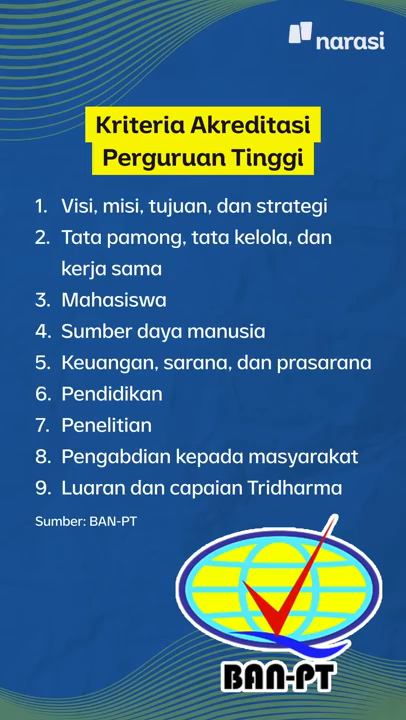 narasi
Kriteria Akreditasi
Perguruan Tinggi
1. Visi, misi, tujuan, dan strategi
2. Tata pamong, tata kelola, dan
kerja sama
3. Mahasiswa
4. Sumber daya manusia
5. Keuangan, sarana, dan prasarana
6. Pendidikan
7. Penelitian
8. Pengabdian kepada masyarakat
9. Luaran dan capaian Tridharma
Sumber: BAN-PT
BAN-PT